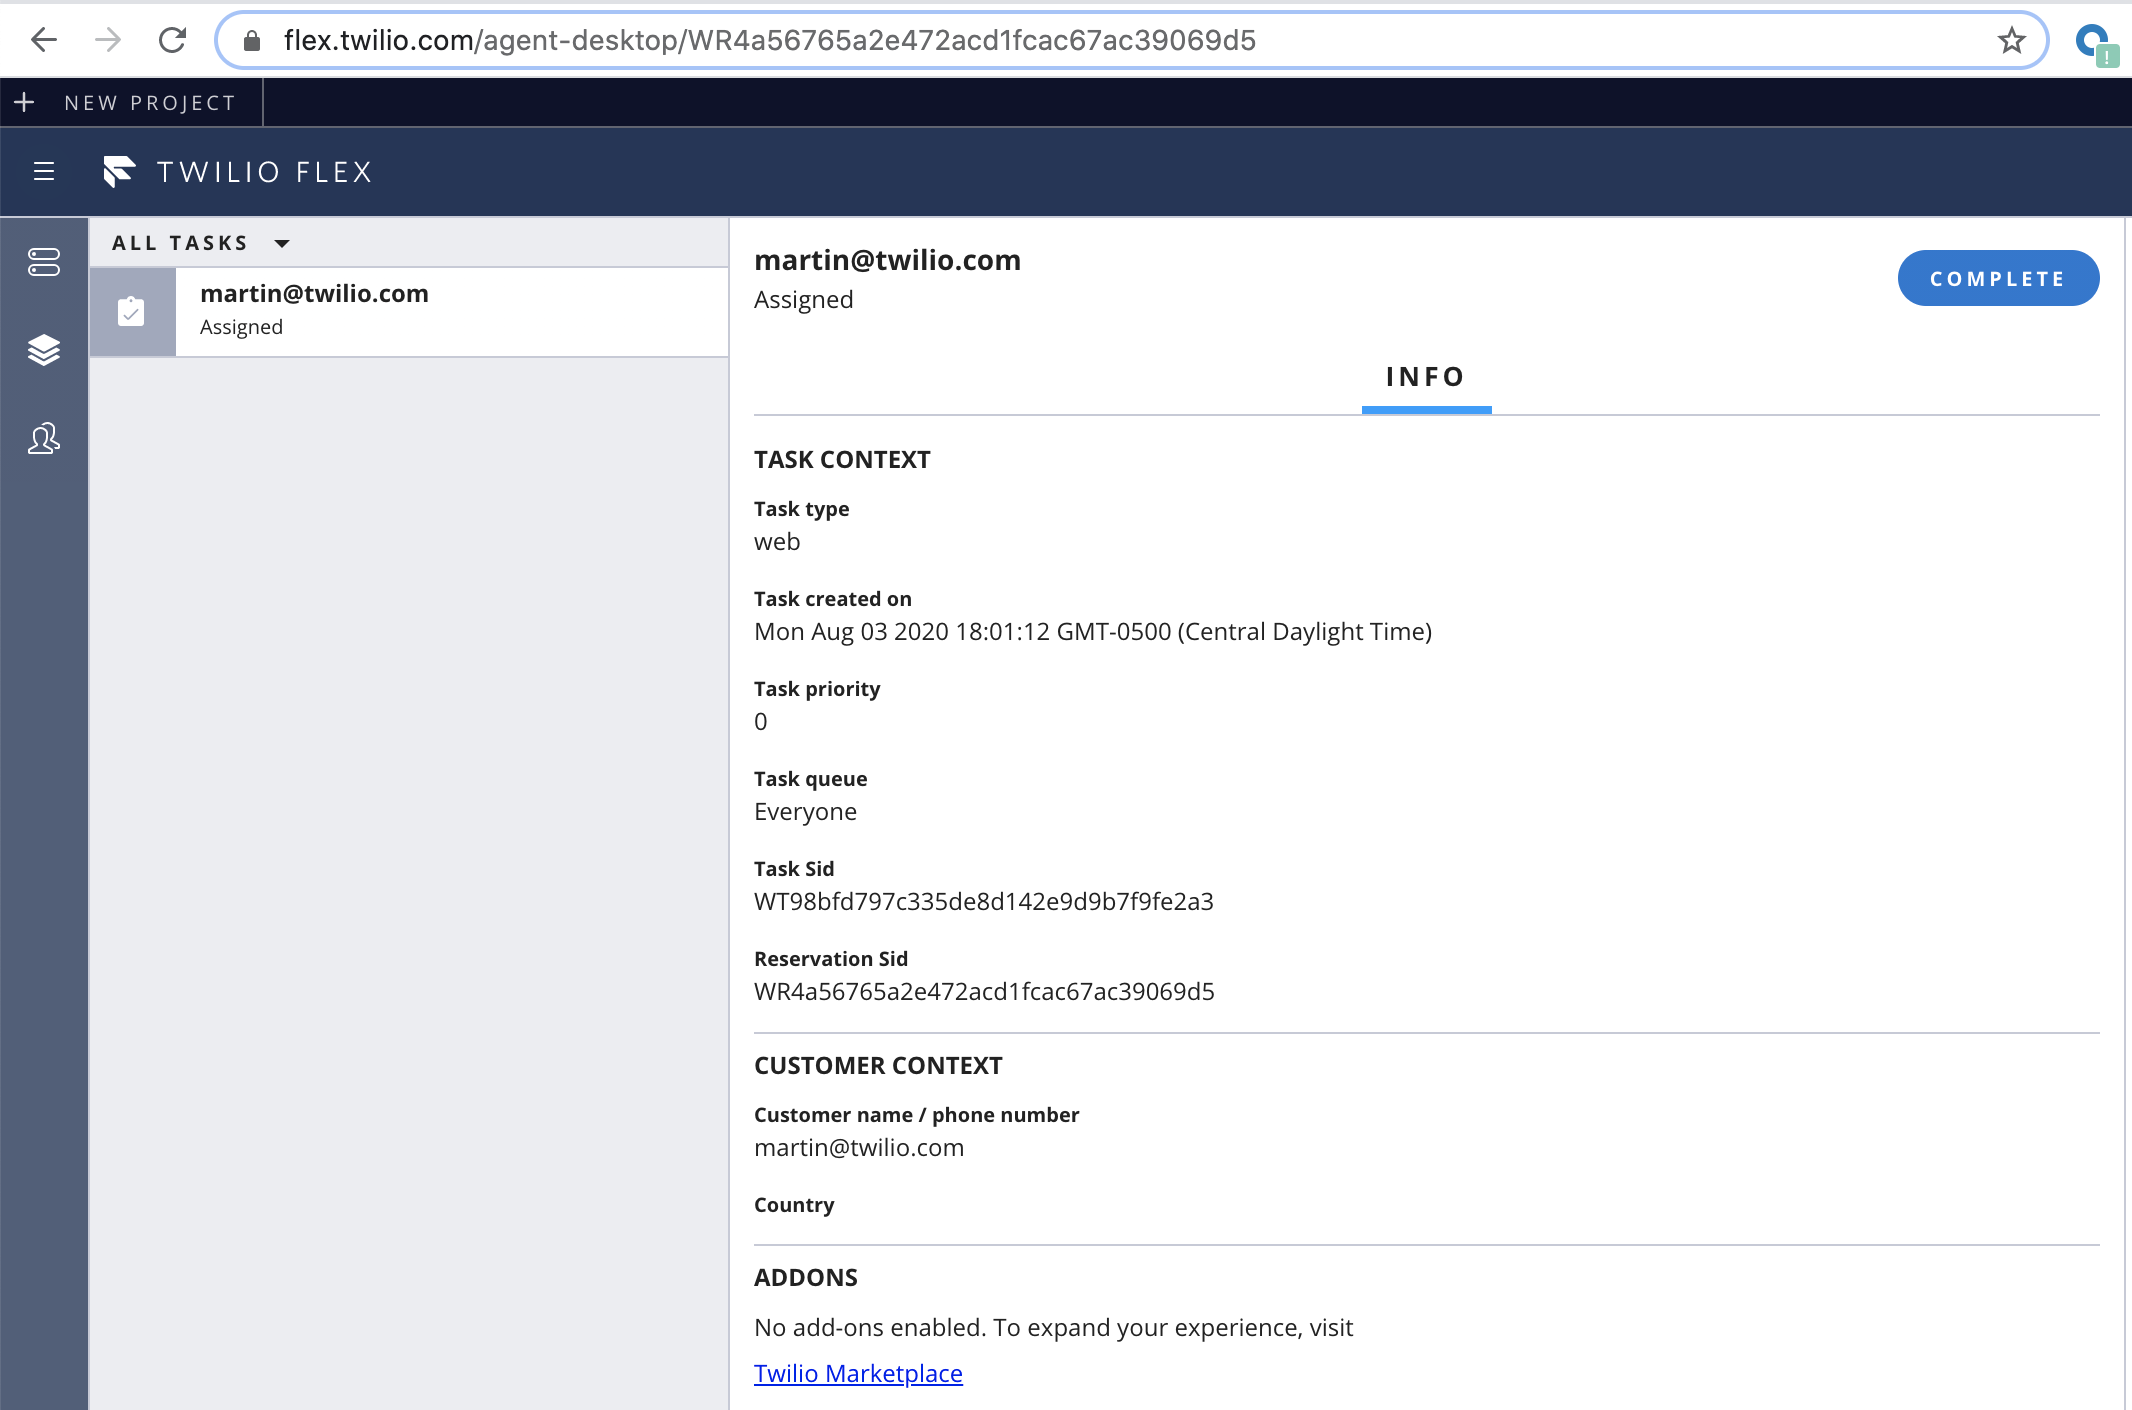 flex.twilio.com/agent-desktop/WR4a56765a2e472acd1fcac67ac39069d5
!
+ NEW PROJECT
TWILIO FLEX
ALL TASKS
martin@twilio.com
Assigned
martin@twilio.com
Assigned
COMPLETE
INFO
TASK CONTEXT
Task type
web
Task created on
Mon Aug 03 2020 18:01:12 GMT-0500 (Central Daylight Time)
Task priority
0
Task queue
Everyone
Task Sid
WT98bfd797c335de8d142e9d9b7f9fe2a3
Reservation Sid
WR4a56765a2e472acd1fcac67ac39069d5
CUSTOMER CONTEXT
Customer name / phone number
martin@twilio.com
Country
ADDONS
No add-ons enabled. To expand your experience, visit
Twilio Marketplace